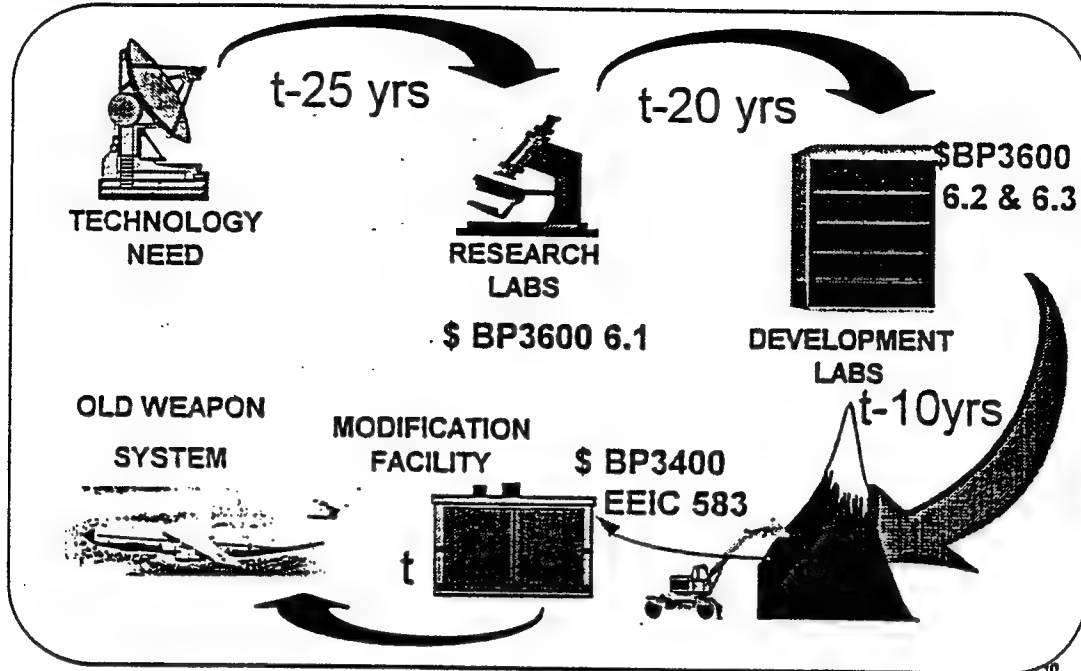 t-25 yrs
t-20 yrs
TECHNOLOGY
NEED
RESEARCH
LABS
$ BP3600 6.1
$BP3600
6.2 & 6.3
DEVELOPMENT
LABS
t-10yrs
OLD WEAPON
SYSTEM
MODIFICATION
FACILITY
$ BP3400
EEIC 583
t